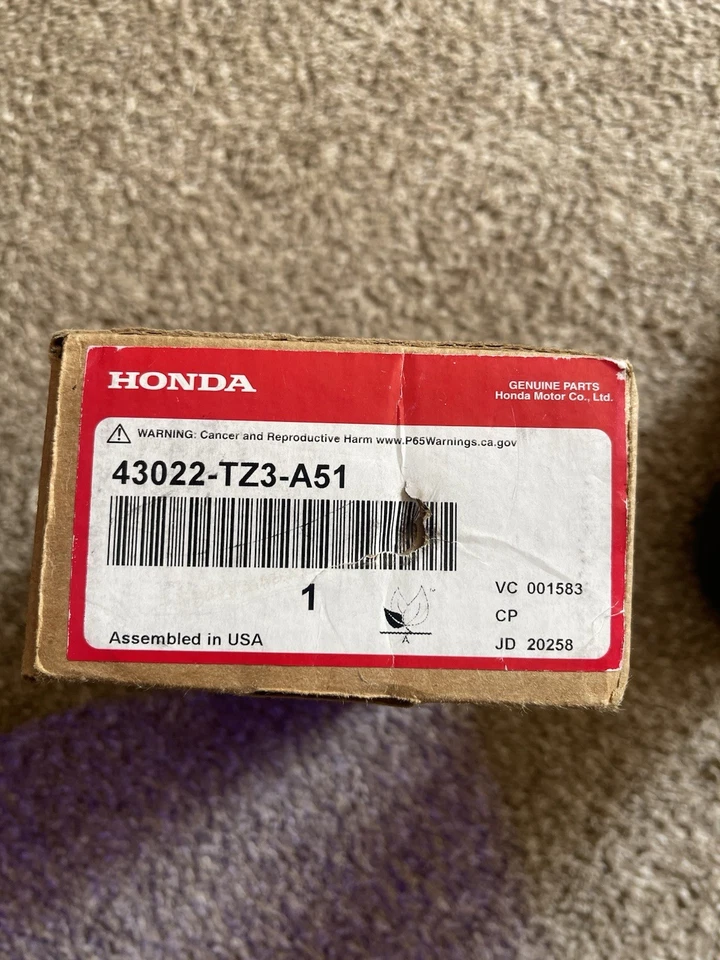 HONDA
GENUINE PARTS
Honda Motor Co., Ltd.
WARNING: Cancer and Reproductive Harm www.P65Warnings.ca.gov
43022-TZ3-A51
1
VC 001583
CP
A
Assembled in USA
JD 20258